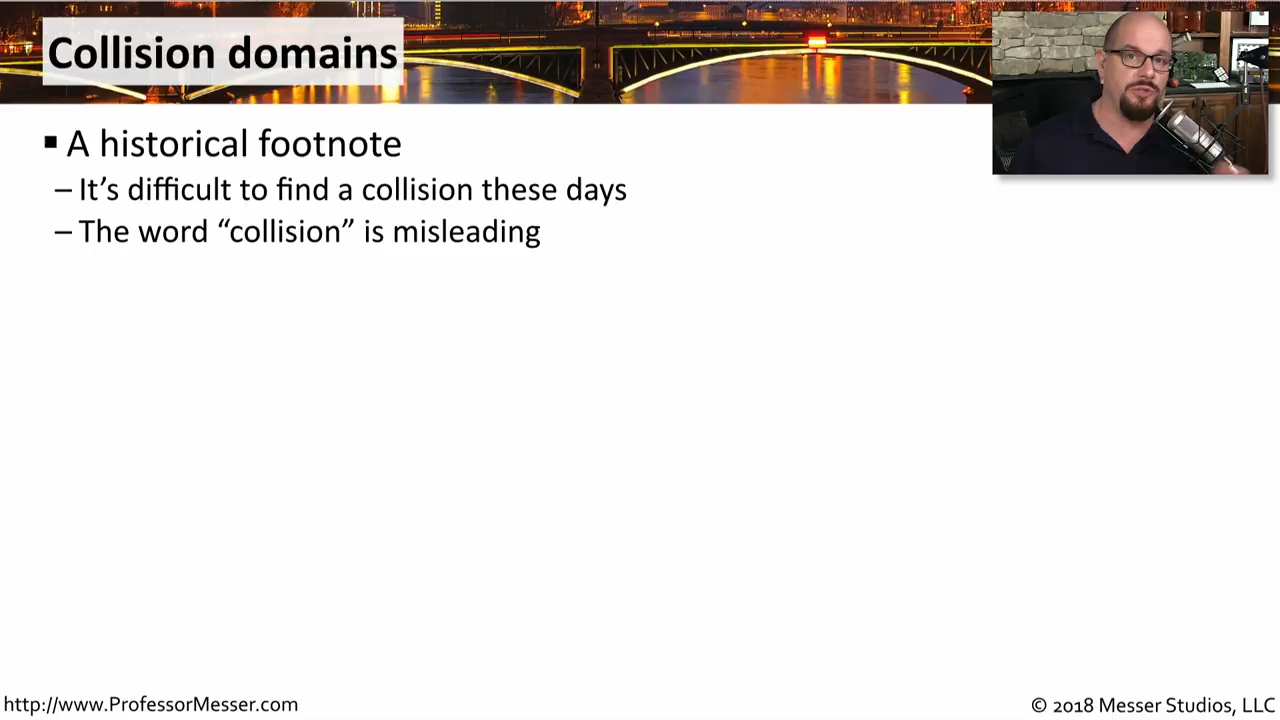 Collision domains
▪ A historical footnote
– It’s difficult to find a collision these days
– The word “collision” is misleading
http://www.ProfessorMesser.com
© 2018 Messer Studios, LLC